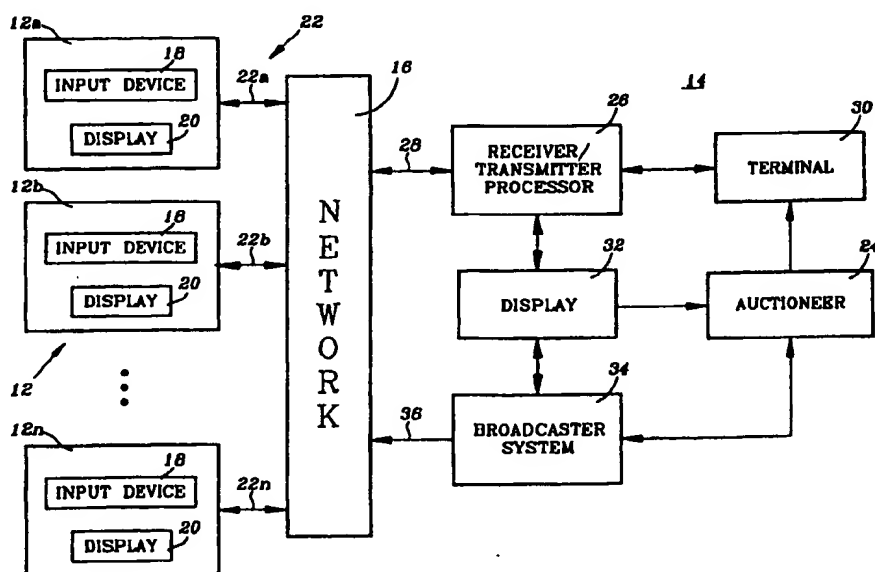 12a
22
18
INPUT DEVICE
22a
16
14
20
DISPLAY
26
RECEIVER/
TRANSMITTER
PROCESSOR
28
30
TERMINAL
12b
18
INPUT DEVICE
22b
20
DISPLAY
NETWORK
32
DISPLAY
24
AUCTIONEER
12
34
BROADCASTER
SYSTEM
36
12n
18
INPUT DEVICE
22n
20
DISPLAY